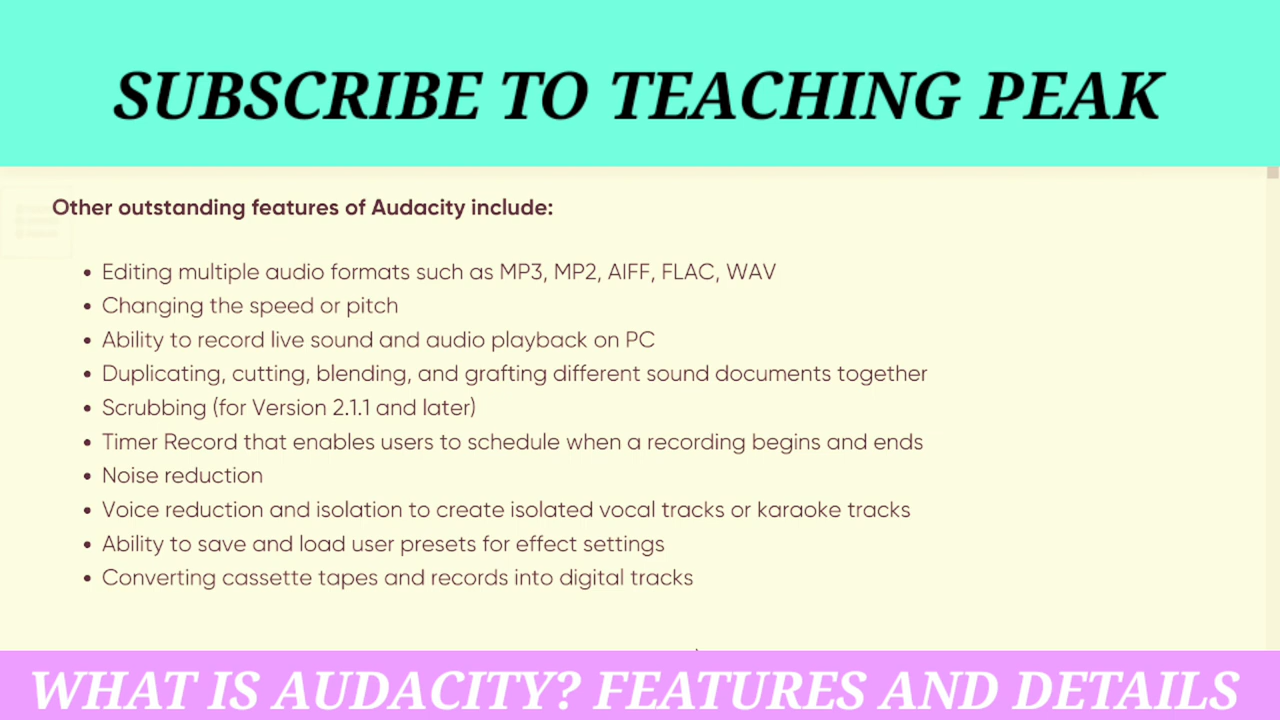 SUBSCRIBE TO TEACHING PEAK
Other outstanding features of Audacity include:
• Editing multiple audio formats such as MP3, MP2, AIFF, FLAC, WAV
• Changing the speed or pitch
• Ability to record live sound and audio playback on PC
• Duplicating, cutting, blending, and grafting different sound documents together
• Scrubbing (for Version 2.1.1 and later)
• Timer Record that enables users to schedule when a recording begins and ends
• Noise reduction
• Voice reduction and isolation to create isolated vocal tracks or karaoke tracks
• Ability to save and load user presets for effect settings
• Converting cassette tapes and records into digital tracks
WHAT IS AUDACITY? FEATURES AND DETAILS